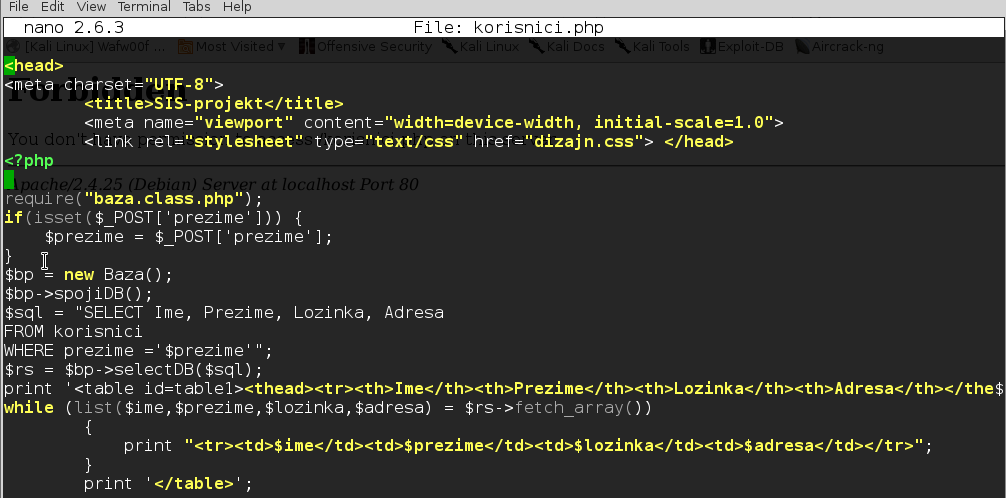 File Edit View Terminal Tabs Help
nano 2.6.3 File: korisnici.php
[Kali Linux] Wafw00f ... Most Visited Offensive Security Kali Linux Kali Docs Kali Tools Exploit-DB Aircrack-ng
<head>
<meta charset="UTF-8">
Forbidden
<title>SIS-projekt</title>
<meta name="viewport" content="width=device-width, initial-scale=1.0">
You don't
<link rel="stylesheet" type="text/css" href="dizajn.css"> </head>
<?php
Apache/2.4.25 (Debian) Server at localhost Port 80
require("baza.class.php");
if(isset($_POST['prezime'])) {
$prezime = $_POST['prezime'];
}
$bp = new Baza();
$bp->spojiDB();
$sql = "SELECT Ime, Prezime, Lozinka, Adresa
FROM korisnici
WHERE prezime ='$prezime'";
$rs = $bp->selectDB($sql);
print '<table id=table1><thead><tr><th>Ime</th><th>Prezime</th><th>Lozinka</th><th>Adresa</th></the$
while (list($ime,$prezime,$lozinka,$adresa) = $rs->fetch_array())
{
print "<tr><td>$ime</td><td>$prezime</td><td>$lozinka</td><td>$adresa</td></tr>";
}
print '</table>';